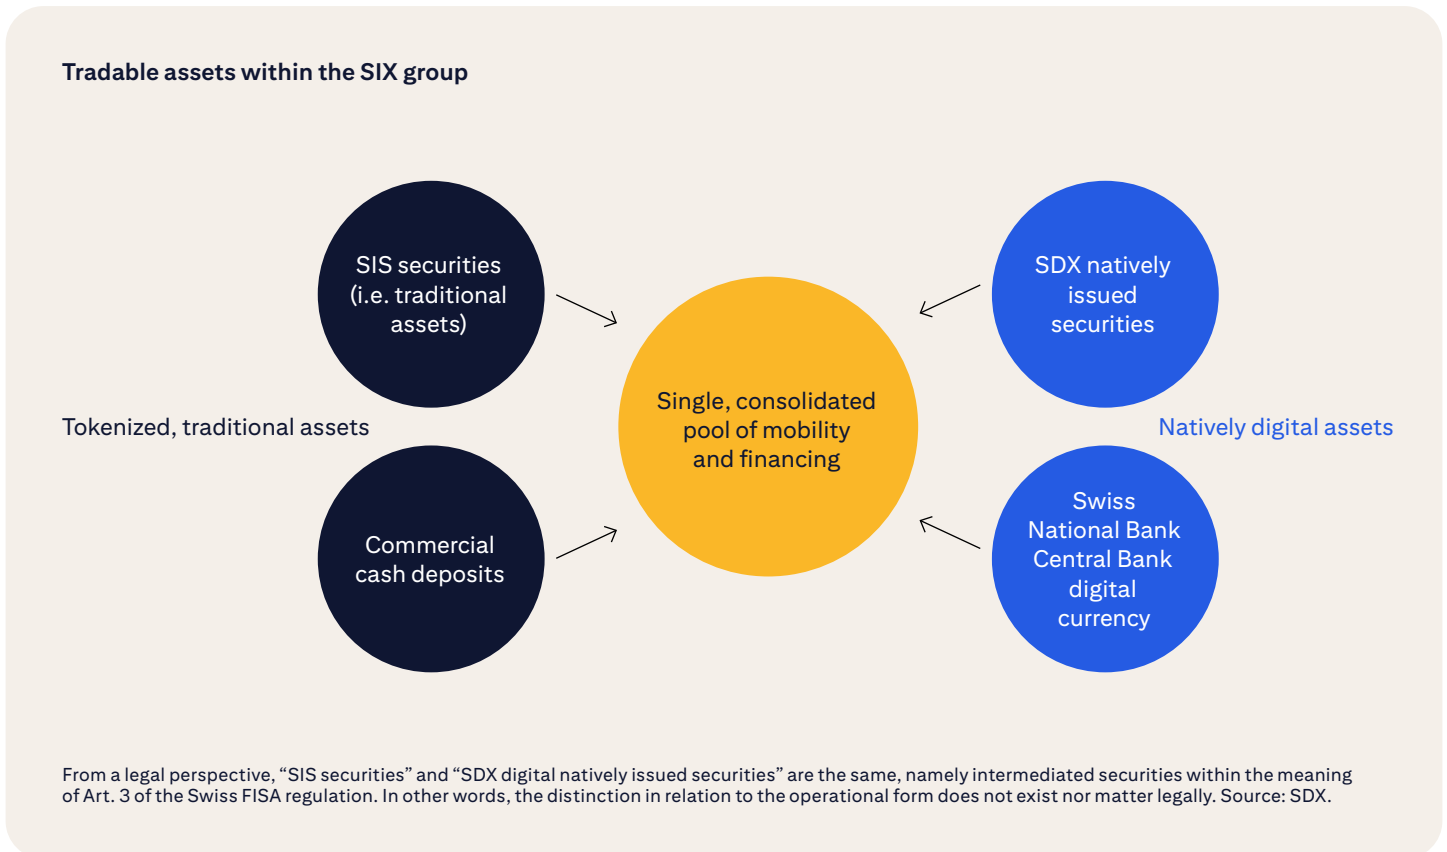 Tradable assets within the SIX group
SIS securities
(i.e. traditional
assets)
SDX natively
issued
securities
Single, consolidated
pool of mobility
and financing
Tokenized, traditional assets
Natively digital assets
Commercial
cash deposits
Swiss
National Bank
Central Bank
digital
currency
From a legal perspective, “SIS securities” and “SDX digital natively issued securities” are the same, namely intermediated securities within the meaning
of Art. 3 of the Swiss FISA regulation. In other words, the distinction in relation to the operational form does not exist nor matter legally. Source: SDX.